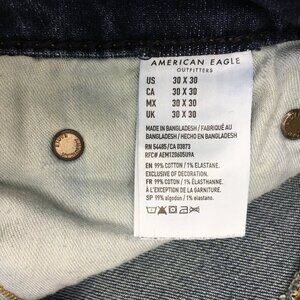 AMERICAN EAGLE
OUTFITTERS
US 30 X 30
CA 30 X 30
MX 30 X 30
UK 30 X 30
MADE IN BANGLADESH / FABRIQUÉ AU
BANGLADESH / HECHO EN BANGLADESH
RN 54485/CA 03873
RFC# AEM120605U9A
EN 99% COTTON / 1% ELASTANE.
EXCLUSIVE OF DECORATION.
FR 99% COTON / 1% ÉLASTHANNE.
À L'EXCEPTION DE LA GARNITURE.
SP 99% algodón / 1% elastano.